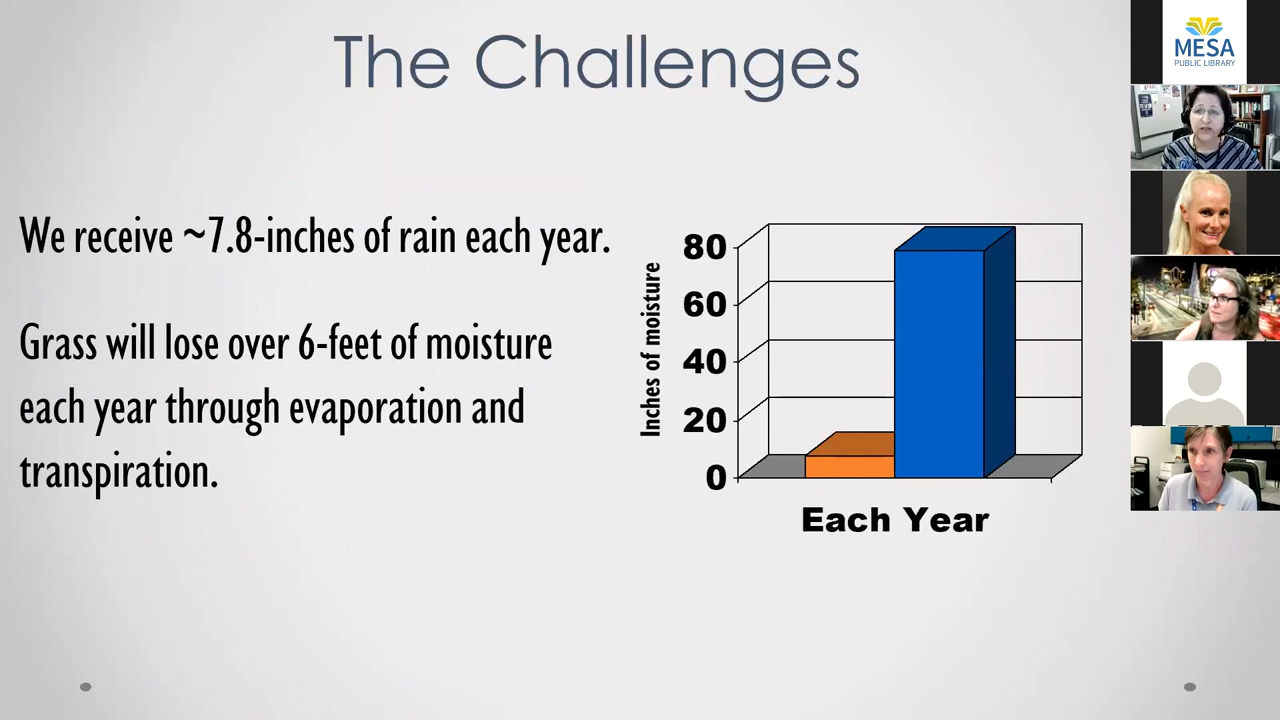 The Challenges
We receive ~7.8-inches of rain each year.
Grass will lose over 6-feet of moisture
each year through evaporation and
transpiration.
Inches of moisture
80
60
40
20
0
Each Year
MESA
PUBLIC LIBRARY